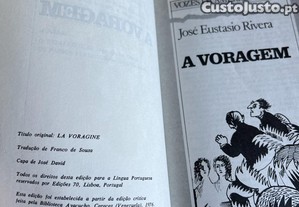 CustoJusto.pt
A VORAGEM
Título original: LA VORAGINE
Tradução de Franco de Sousa
Capa de José David
Todos os direitos desta edição para a Língua Portuguesa
reservados por Edições 70, Lisboa, Portugal
Esta edição foi estabelecida a partir da edição crítica
feita pela Biblioteca Ayacucho, Caracas (Venezuela), 1976.
José Eustasio Rivera
A VORAGEM